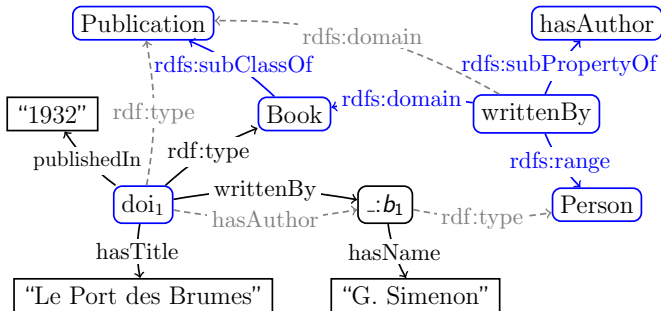 Publication
hasAuthor
rdfs:domain
rdfs:subClassOf
rdfs:subPropertyOf
“1932”
rdf:type
Book
rdfs:domain
writtenBy
publishedIn
rdf:type
rdfs:range
doi₁
writtenBy
hasAuthor
_:b₁
rdf:type
Person
hasTitle
hasName
“Le Port des Brumes”
“G. Simenon”